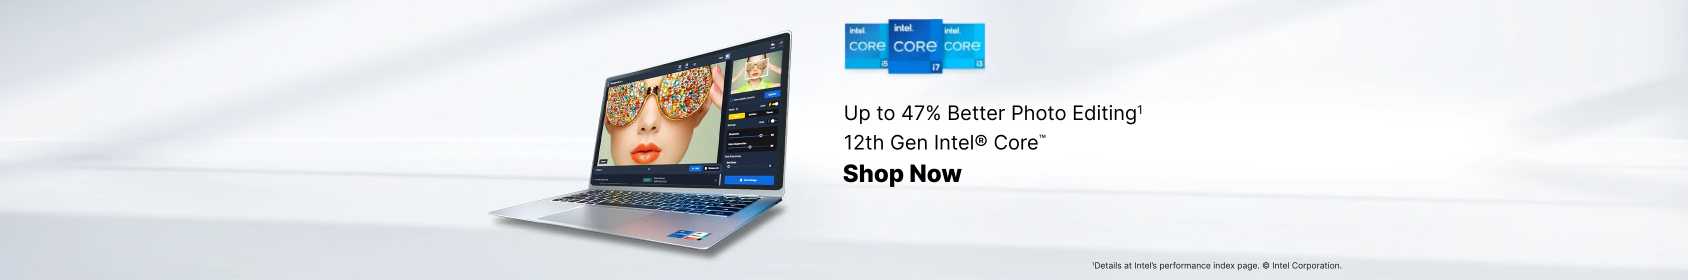 intel.
CORE
i5
intel.
CORE
i7
intel.
CORE
i3
Up to 47% Better Photo Editing¹
12th Gen Intel® Core™
Shop Now
¹Details at Intel's performance index page. © Intel Corporation.